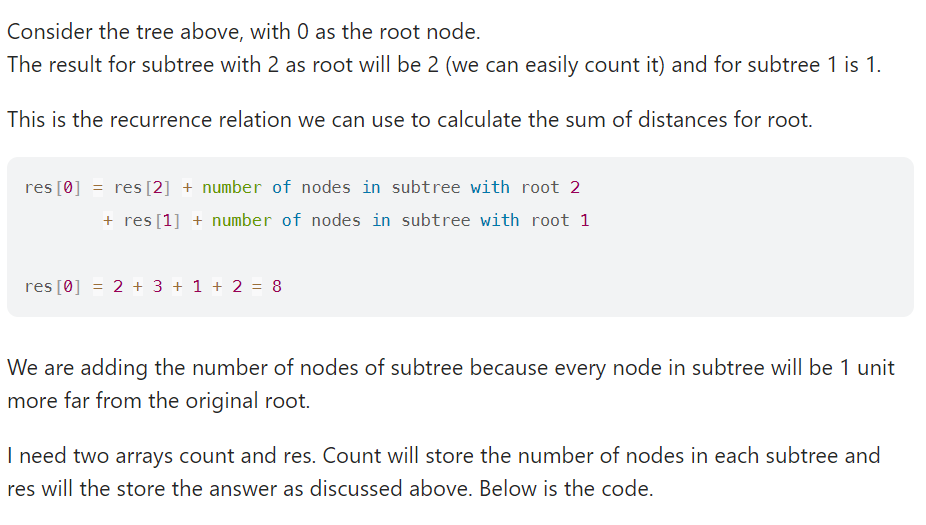 Consider the tree above, with 0 as the root node.
The result for subtree with 2 as root will be 2 (we can easily count it) and for subtree 1 is 1.
This is the recurrence relation we can use to calculate the sum of distances for root.
res[0] = res[2] + number of nodes in subtree with root 2
+ res[1] + number of nodes in subtree with root 1
res[0] = 2 + 3 + 1 + 2 = 8
We are adding the number of nodes of subtree because every node in subtree will be 1 unit
more far from the original root.
I need two arrays count and res. Count will store the number of nodes in each subtree and
res will the store the answer as discussed above. Below is the code.